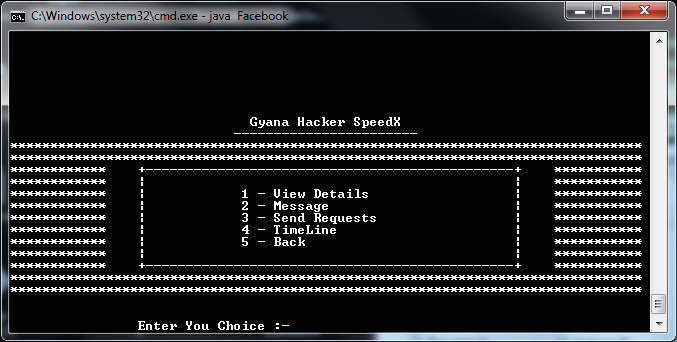 C:\Windows\system32\cmd.exe - java  Facebook
Gyana Hacker SpeedX
1 - View Details
2 - Message
3 - Send Requests
4 - TimeLine
5 - Back
Enter You Choice :-